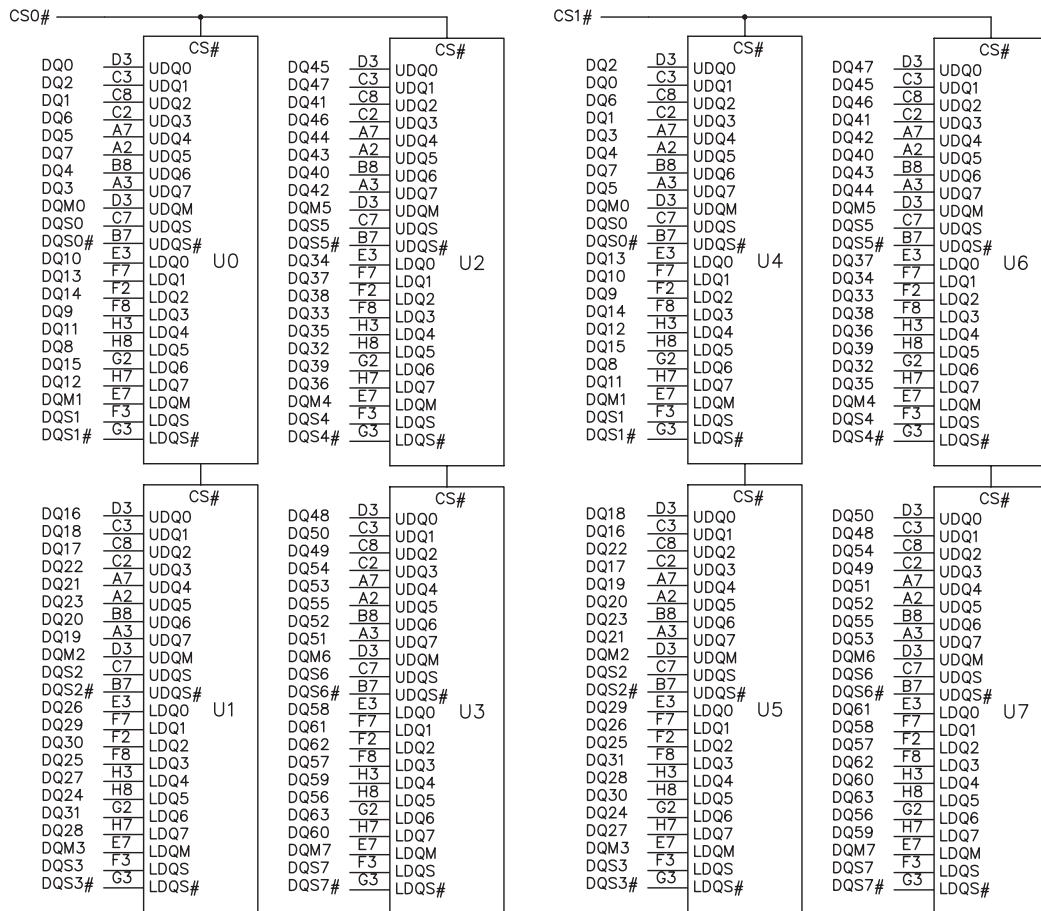 CS0#
CS#
DQ0 D3 UDQ0
DQ2 C3 UDQ1
DQ1 C8 UDQ2
DQ6 C2 UDQ3
DQ5 A7 UDQ4
DQ7 A2 UDQ5
DQ4 B8 UDQ6
DQ3 A3 UDQ7
DQM0 D3 UDQM
DQS0 C7 UDQS
DQS0# B7 UDQS#
DQ10 E3 LDQ0 U0
DQ13 F7 LDQ1
DQ14 F2 LDQ2
DQ9 F8 LDQ3
DQ11 H3 LDQ4
DQ8 H8 LDQ5
DQ15 G2 LDQ6
DQ12 H7 LDQ7
DQM1 E7 LDQM
DQS1 F3 LDQS
DQS1# G3 LDQS#
CS#
DQ45 D3 UDQ0
DQ47 C3 UDQ1
DQ41 C8 UDQ2
DQ46 C2 UDQ3
DQ44 A7 UDQ4
DQ43 A2 UDQ5
DQ40 B8 UDQ6
DQ42 A3 UDQ7
DQM5 D3 UDQM
DQS5 C7 UDQS
DQS5# B7 UDQS#
DQ34 E3 LDQ0 U2
DQ37 F7 LDQ1
DQ38 F2 LDQ2
DQ33 F8 LDQ3
DQ35 H3 LDQ4
DQ32 H8 LDQ5
DQ39 G2 LDQ6
DQ36 H7 LDQ7
DQM4 E7 LDQM
DQS4 F3 LDQS
DQS4# G3 LDQS#
CS1#
CS#
DQ2 D3 UDQ0
DQ0 C3 UDQ1
DQ6 C8 UDQ2
DQ1 C2 UDQ3
DQ3 A7 UDQ4
DQ4 A2 UDQ5
DQ7 B8 UDQ6
DQ5 A3 UDQ7
DQM0 D3 UDQM
DQS0 C7 UDQS
DQS0# B7 UDQS#
DQ13 E3 LDQ0 U4
DQ10 F7 LDQ1
DQ9 F2 LDQ2
DQ14 F8 LDQ3
DQ12 H3 LDQ4
DQ15 H8 LDQ5
DQ8 G2 LDQ6
DQ11 H7 LDQ7
DQM1 E7 LDQM
DQS1 F3 LDQS
DQS1# G3 LDQS#
CS#
DQ47 D3 UDQ0
DQ45 C3 UDQ1
DQ46 C8 UDQ2
DQ41 C2 UDQ3
DQ42 A7 UDQ4
DQ40 A2 UDQ5
DQ43 B8 UDQ6
DQ44 A3 UDQ7
DQM5 D3 UDQM
DQS5 C7 UDQS
DQS5# B7 UDQS#
DQ37 E3 LDQ0 U6
DQ34 F7 LDQ1
DQ33 F2 LDQ2
DQ38 F8 LDQ3
DQ36 H3 LDQ4
DQ39 H8 LDQ5
DQ32 G2 LDQ6
DQ35 H7 LDQ7
DQM4 E7 LDQM
DQS4 F3 LDQS
DQS4# G3 LDQS#
CS#
DQ16 D3 UDQ0
DQ18 C3 UDQ1
DQ17 C8 UDQ2
DQ22 C2 UDQ3
DQ21 A7 UDQ4
DQ23 A2 UDQ5
DQ20 B8 UDQ6
DQ19 A3 UDQ7
DQM2 D3 UDQM
DQS2 C7 UDQS
DQS2# B7 UDQS#
DQ26 E3 LDQ0 U1
DQ29 F7 LDQ1
DQ30 F2 LDQ2
DQ25 F8 LDQ3
DQ27 H3 LDQ4
DQ24 H8 LDQ5
DQ31 G2 LDQ6
DQ28 H7 LDQ7
DQM3 E7 LDQM
DQS3 F3 LDQS
DQS3# G3 LDQS#
CS#
DQ48 D3 UDQ0
DQ50 C3 UDQ1
DQ49 C8 UDQ2
DQ54 C2 UDQ3
DQ53 A7 UDQ4
DQ55 A2 UDQ5
DQ52 B8 UDQ6
DQ51 A3 UDQ7
DQM6 D3 UDQM
DQS6 C7 UDQS
DQS6# B7 UDQS#
DQ58 E3 LDQ0 U3
DQ61 F7 LDQ1
DQ62 F2 LDQ2
DQ57 F8 LDQ3
DQ59 H3 LDQ4
DQ56 H8 LDQ5
DQ63 G2 LDQ6
DQ60 H7 LDQ7
DQM7 E7 LDQM
DQS7 F3 LDQS
DQS7# G3 LDQS#
CS#
DQ18 D3 UDQ0
DQ16 C3 UDQ1
DQ22 C8 UDQ2
DQ17 C2 UDQ3
DQ19 A7 UDQ4
DQ20 A2 UDQ5
DQ23 B8 UDQ6
DQ21 A3 UDQ7
DQM2 D3 UDQM
DQS2 C7 UDQS
DQS2# B7 UDQS#
DQ29 E3 LDQ0 U5
DQ26 F7 LDQ1
DQ25 F2 LDQ2
DQ31 F8 LDQ3
DQ28 H3 LDQ4
DQ30 H8 LDQ5
DQ24 G2 LDQ6
DQ27 H7 LDQ7
DQM3 E7 LDQM
DQS3 F3 LDQS
DQS3# G3 LDQS#
CS#
DQ50 D3 UDQ0
DQ48 C3 UDQ1
DQ54 C8 UDQ2
DQ49 C2 UDQ3
DQ51 A7 UDQ4
DQ52 A2 UDQ5
DQ55 B8 UDQ6
DQ53 A3 UDQ7
DQM6 D3 UDQM
DQS6 C7 UDQS
DQS6# B7 UDQS#
DQ61 E3 LDQ0 U7
DQ58 F7 LDQ1
DQ57 F2 LDQ2
DQ62 F8 LDQ3
DQ60 H3 LDQ4
DQ63 H8 LDQ5
DQ56 G2 LDQ6
DQ59 H7 LDQ7
DQM7 E7 LDQM
DQS7 F3 LDQS
DQS7# G3 LDQS#